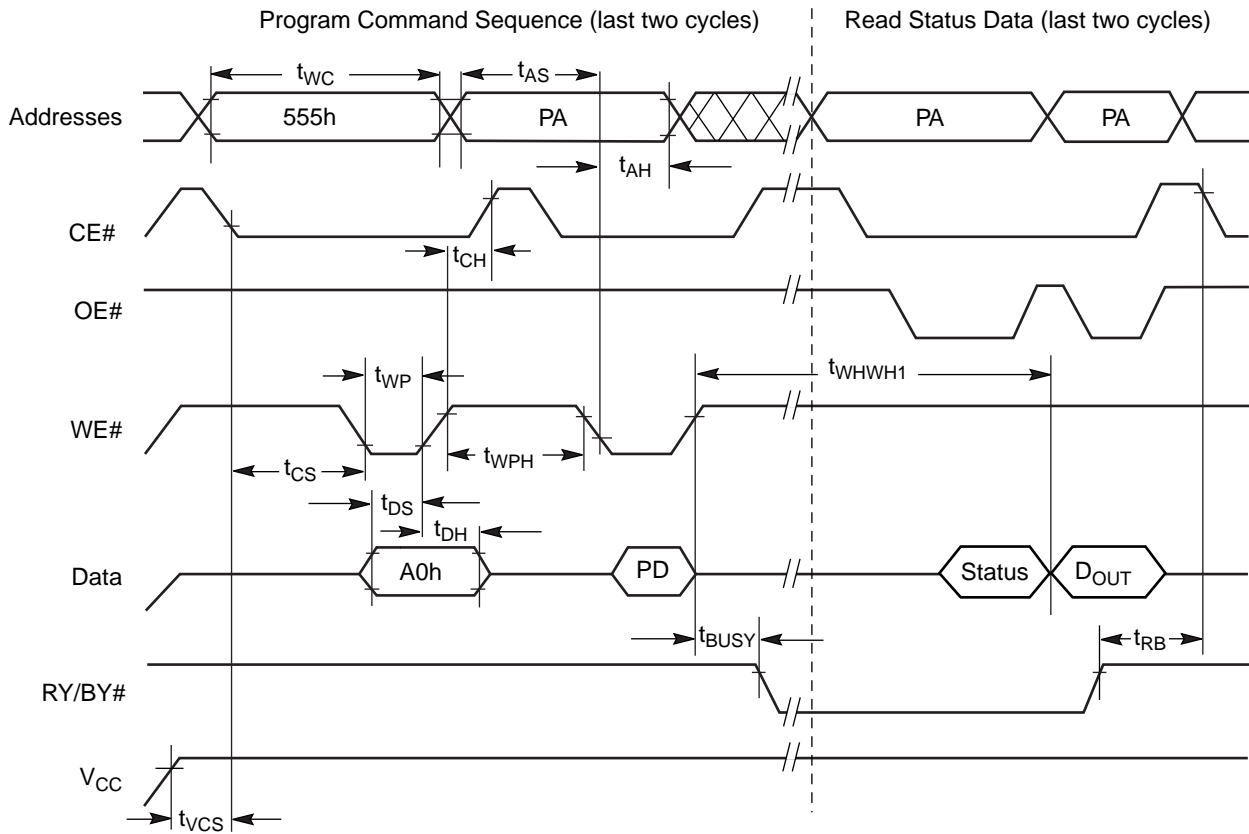 Program Command Sequence (last two cycles)
Read Status Data (last two cycles)
tWC
tAS
Addresses
555h
PA
PA
PA
tAH
CE#
tCH
OE#
tWP
tWHWH1
WE#
tCS
tWPH
tDS
tDH
Data
A0h
PD
Status
DOUT
tBUSY
tRB
RY/BY#
VCC
tVCS